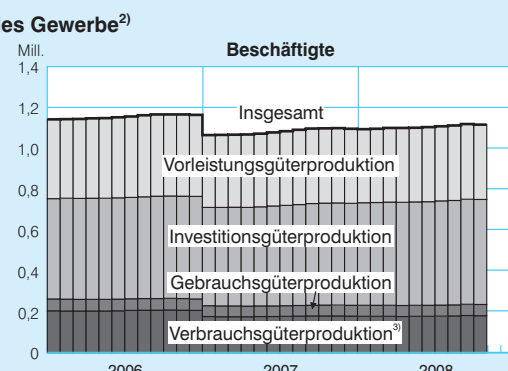 des Gewerbe2)
Mill.
Beschäftigte
1,4
1,2
Insgesamt
1,0
Vorleistungsgüterproduktion
0,8
0,6
Investitionsgüterproduktion
0,4
Gebrauchsgüterproduktion
0,2
Verbrauchsgüterproduktion3)
0
2006 2007 2008